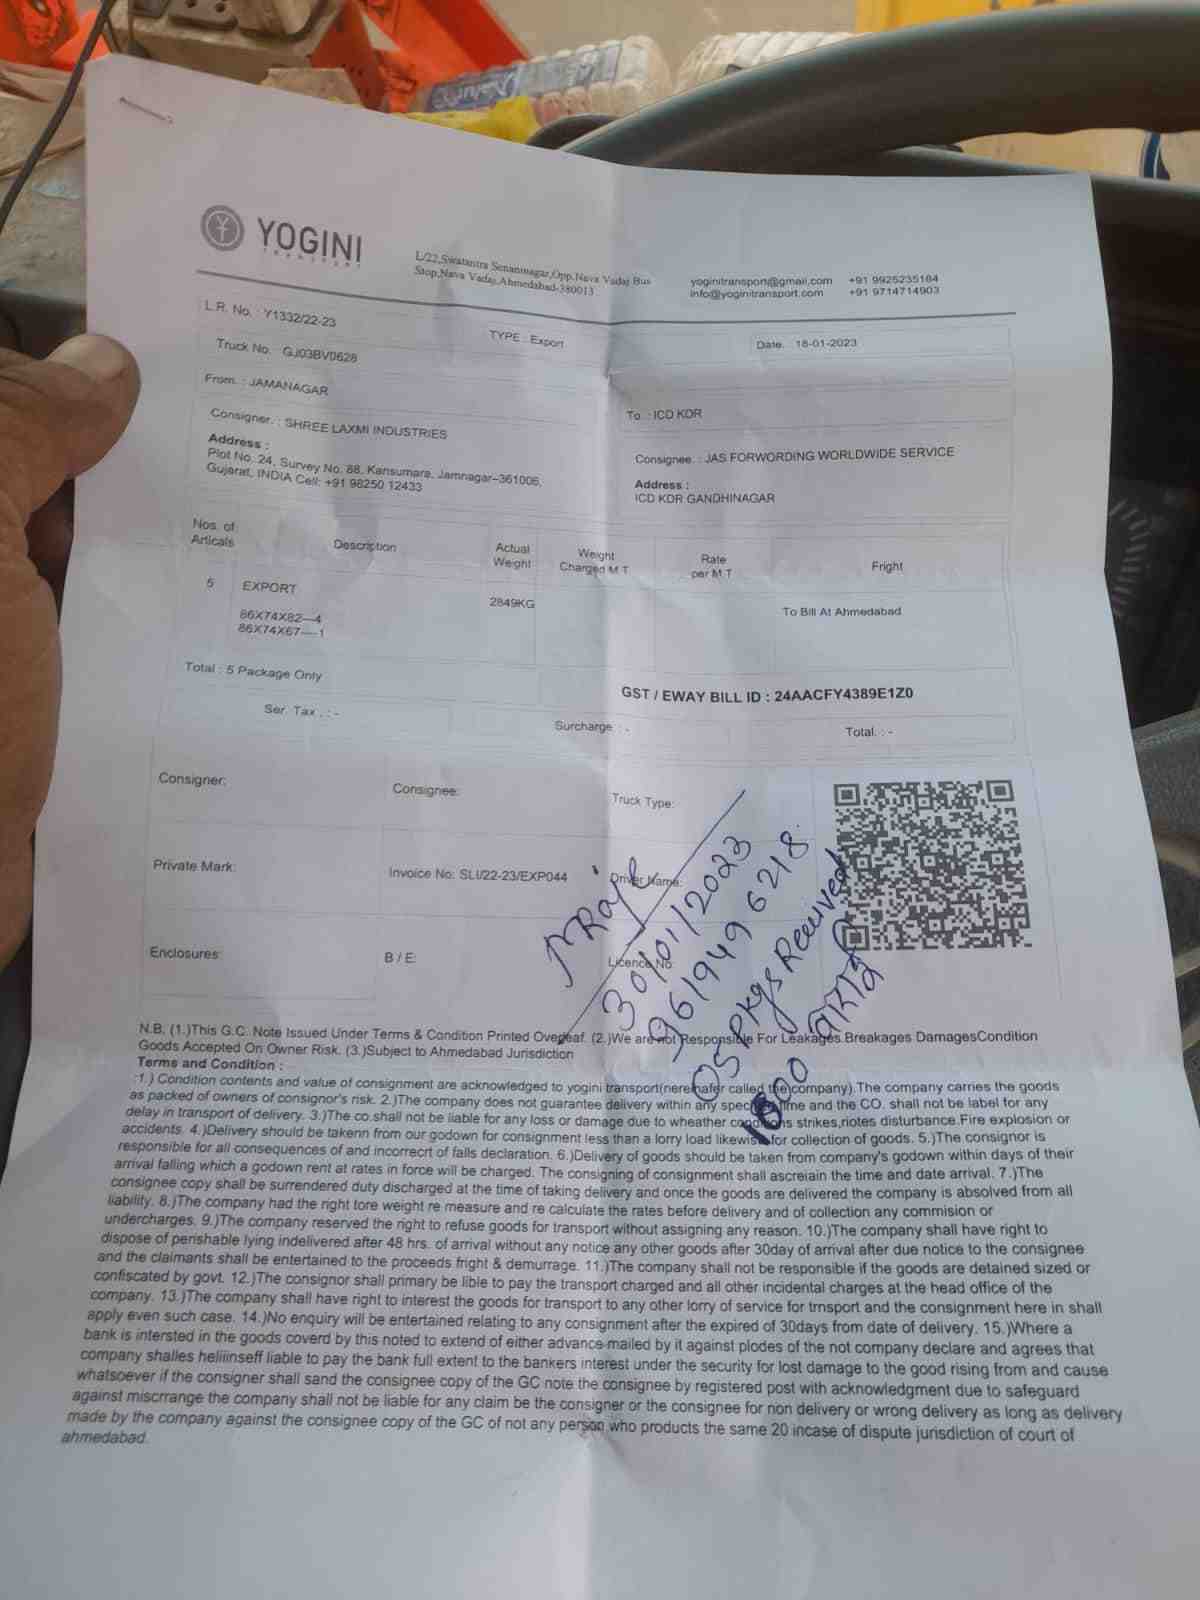 YOGINI
TRANSPORT
L/22,Swatantra Senaninagar,Opp.Nava Vadaj Bus
Stop,Nava Vadaj,Ahmedabad-380013
yoginitransport@gmail.com
info@yoginitransport.com
+91 9925235184
+91 9714714903
L.R. No. : Y1332/22-23
TYPE : Export
Date. : 18-01-2023
Truck No. GJ03BV0628
From. : JAMANAGAR
To. : ICD KDR
Consigner. : SHREE LAXMI INDUSTRIES
Address :
Plot No. 24, Survey No. 88, Kansumara, Jamnagar–361006,
Gujarat, INDIA Cell: +91 98250 12433
Consignee. : JAS FORWORDING WORLDWIDE SERVICE
Address :
ICD KDR GANDHINAGAR
Nos. of
Articals
Description
Actual
Weight
Weight
Charged M.T
Rate
per M.T
Fright
5
EXPORT
2849KG
To Bill At Ahmedabad
86X74X82---4
86X74X67----1
Total : 5 Package Only
GST / EWAY BILL ID : 24AACFY4389E1Z0
Ser. Tax . : -
Surcharge : -
Total. : -
Consigner:
Consignee:
Truck Type:
Private Mark:
Invoice No: SLI/22-23/EXP044
Driver Name:
Enclosures:
B / E:
Licence No:
30/01/2023
9619496218
05 Pkgs Received
N.B. (1.)This G.C. Note Issued Under Terms & Condition Printed Overleaf. (2.)We are not Responsible For Leakages.Breakages DamagesCondition
Goods Accepted On Owner Risk. (3.)Subject to Ahmedabad Jurisdiction
Terms and Condition :
:1.) Condition contents and value of consignment are acknowledged to yogini transport(nereinafer called the company).The company carries the goods
as packed of owners of consignor's risk. 2.)The company does not guarantee delivery within any specified time and the CO. shall not be label for any
delay in transport of delivery. 3.)The co.shall not be liable for any loss or damage due to wheather conditions strikes,riotes disturbance.Fire explosion or
accidents. 4.)Delivery should be takenn from our godown for consignment less than a lorry load likewise for collection of goods. 5.)The consignor is
responsible for all consequences of and incorrecrt of falls declaration. 6.)Delivery of goods should be taken from company's godown within days of their
arrival falling which a godown rent at rates in force will be charged. The consigning of consignment shall ascreiain the time and date arrival. 7.)The
consignee copy shall be surrendered duty discharged at the time of taking delivery and once the goods are delivered the company is absolved from all
liability. 8.)The company had the right tore weight re measure and re calculate the rates before delivery and of collection any commision or
undercharges. 9.)The company reserved the right to refuse goods for transport without assigning any reason. 10.)The company shall have right to
dispose of perishable lying indelivered after 48 hrs. of arrival without any notice any other goods after 30day of arrival after due notice to the consignee
and the claimants shall be entertained to the proceeds fright & demurrage. 11.)The company shall not be responsible if the goods are detained sized or
confiscated by govt. 12.)The consignor shall primary be lible to pay the transport charged and all other incidental charges at the head office of the
company. 13.)The company shall have right to interest the goods for transport to any other lorry of service for trnsport and the consignment here in shall
apply even such case. 14.)No enquiry will be entertained relating to any consignment after the expired of 30days from date of delivery. 15.)Where a
bank is intersted in the goods coverd by this noted to extend of either advance mailed by it against plodes of the not company declare and agrees that
company shalles heliiinseff liable to pay the bank full extent to the bankers interest under the security for lost damage to the good rising from and cause
whatsoever if the consigner shall sand the consignee copy of the GC note the consignee by registered post with acknowledgment due to safeguard
against miscrrange the company shall not be liable for any claim be the consigner or the consignee for non delivery or wrong delivery as long as delivery
made by the company against the consignee copy of the GC of not any person who products the same 20 incase of dispute jurisdiction of court of
ahmedabad.